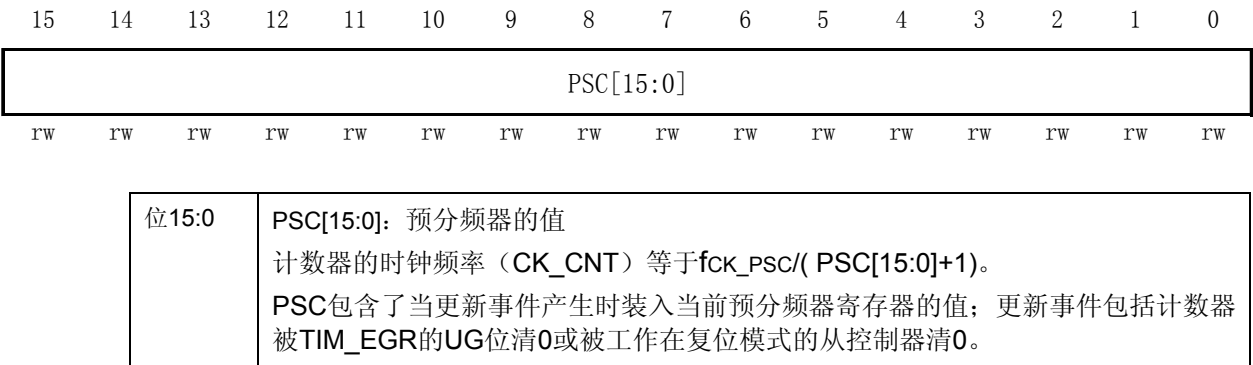 15 14 13 12 11 10 9 8 7 6 5 4 3 2 1 0
PSC[15:0]
rw rw rw rw rw rw rw rw rw rw rw rw rw rw rw rw
位15:0 PSC[15:0]：预分频器的值
计数器的时钟频率（CK_CNT）等于fCK_PSC/( PSC[15:0]+1)。
PSC包含了当更新事件产生时装入当前预分频器寄存器的值；更新事件包括计数器
被TIM_EGR的UG位清0或被工作在复位模式的从控制器清0。